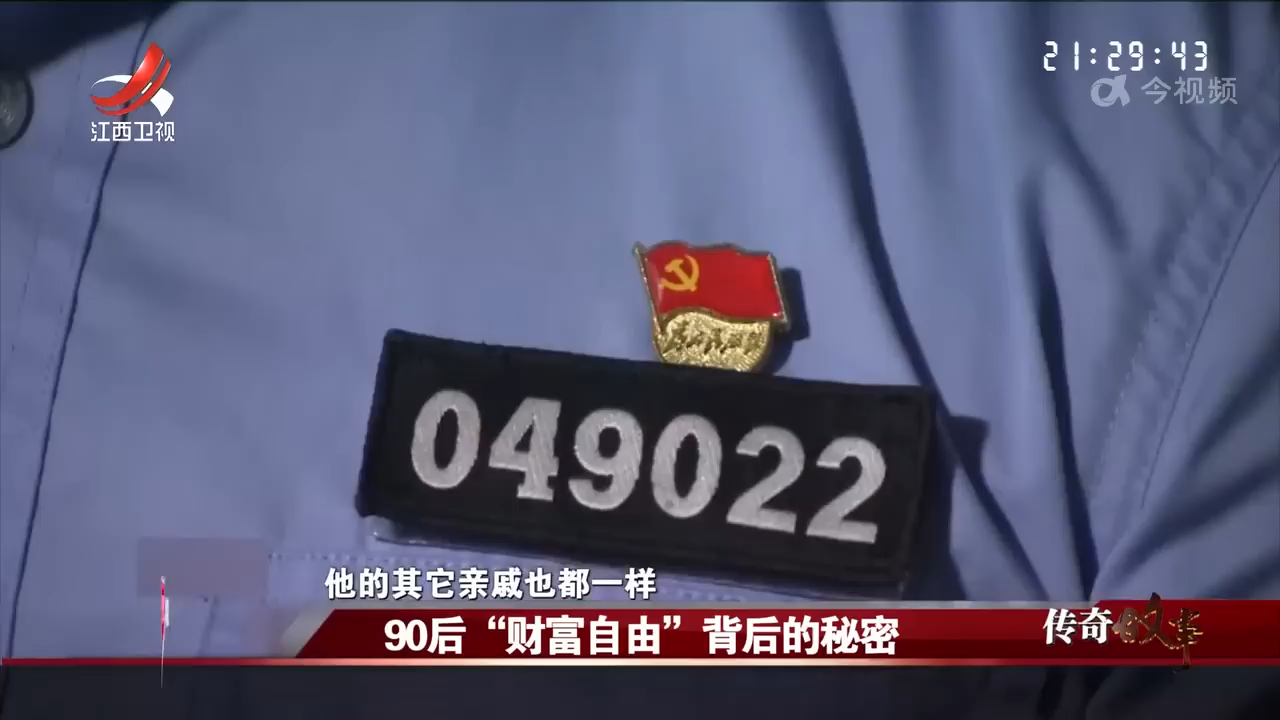 江西卫视
21:29:43
今视频
049022
他的其它亲戚也都一样
90后“财富自由”背后的秘密
传奇故事